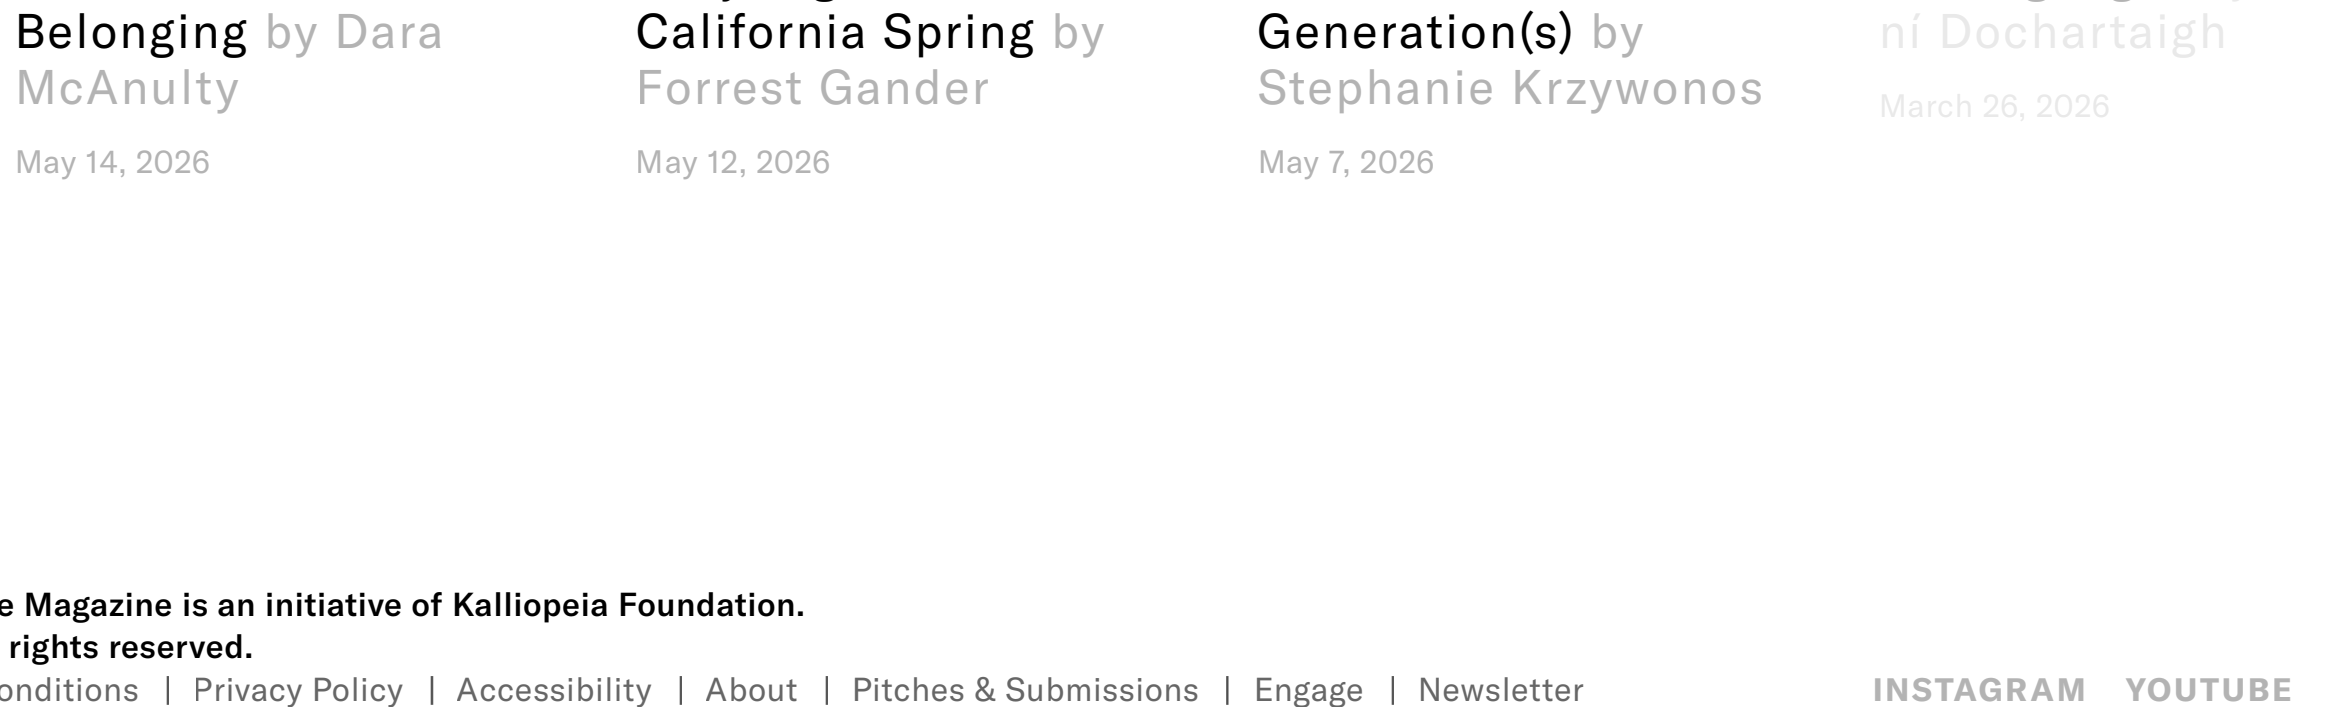 Belonging by Dara
McAnulty
May 14, 2026
California Spring by
Forrest Gander
May 12, 2026
Generation(s) by
Stephanie Krzywonos
May 7, 2026
ní Dochartaigh
March 26, 2026
e Magazine is an initiative of Kalliopeia Foundation.
rights reserved.
onditions | Privacy Policy | Accessibility | About | Pitches & Submissions | Engage | Newsletter
INSTAGRAM YOUTUBE